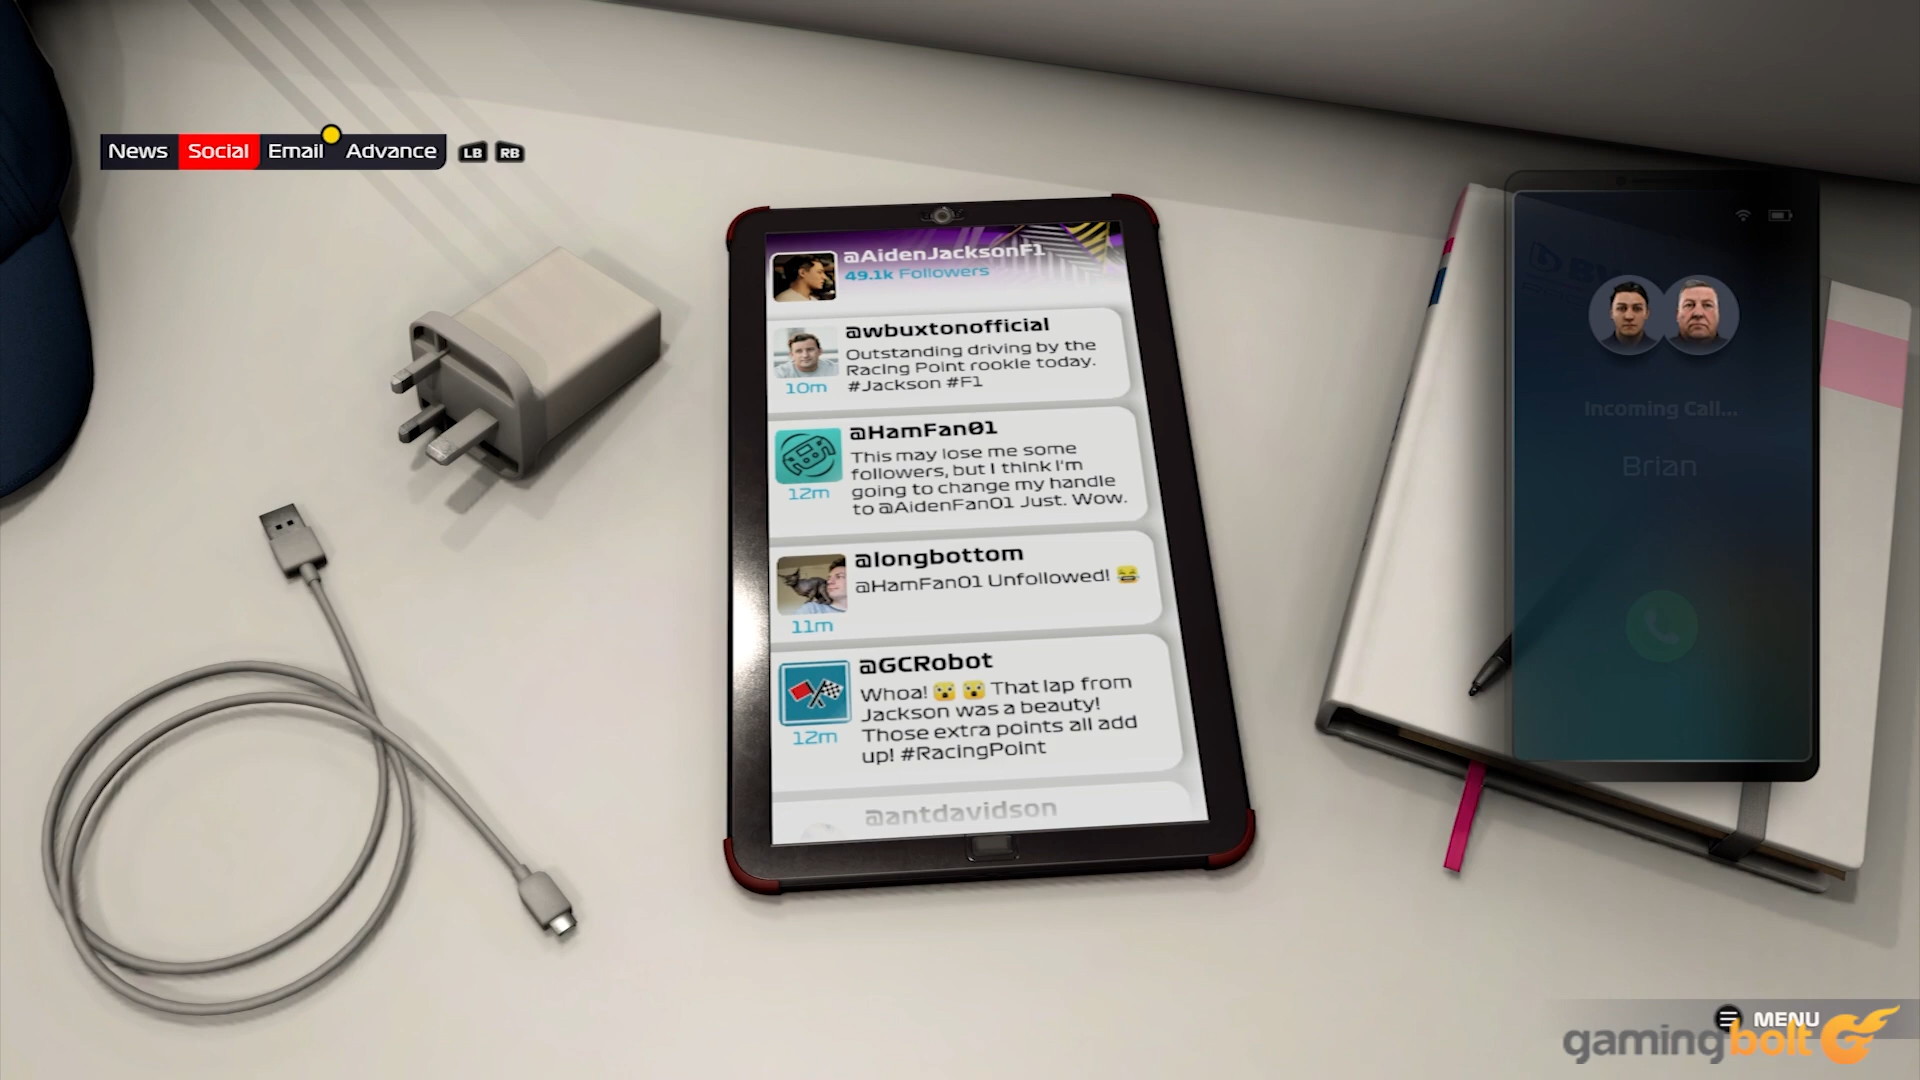 News Social Email Advance LB RB
@AidenJacksonF1
49.1k Followers
@wbuxtonofficial
Outstanding driving by the
Racing Point rookie today.
#Jackson #F1
10m
@HamFan01
This may lose me some
followers, but I think I'm
going to change my handle
to @AidenFan01 Just. Wow.
12m
@longbottom
@HamFan01 Unfollowed!
11m
@GCRobot
Whoa! 😲 😲 That lap from
Jackson was a beauty!
Those extra points all add
up! #RacingPoint
12m
@antdavidson
Incoming Call...
Brian
MENU
gamingbolt